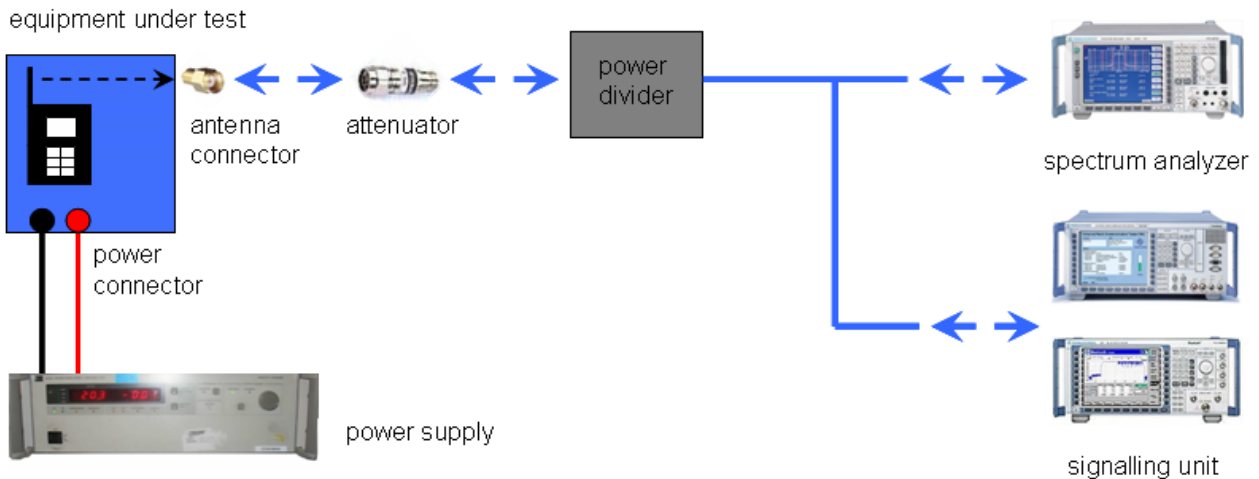 equipment under test
power
divider
antenna
connector
attenuator
spectrum analyzer
power
connector
power supply
signalling unit